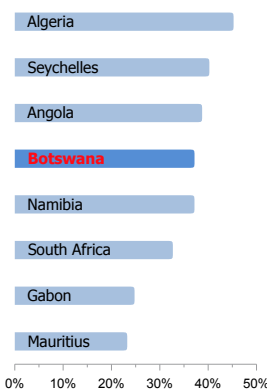 Algeria
Seychelles
Angola
Botswana
Namibia
South Africa
Gabon
Mauritius
0% 10% 20% 30% 40% 50%